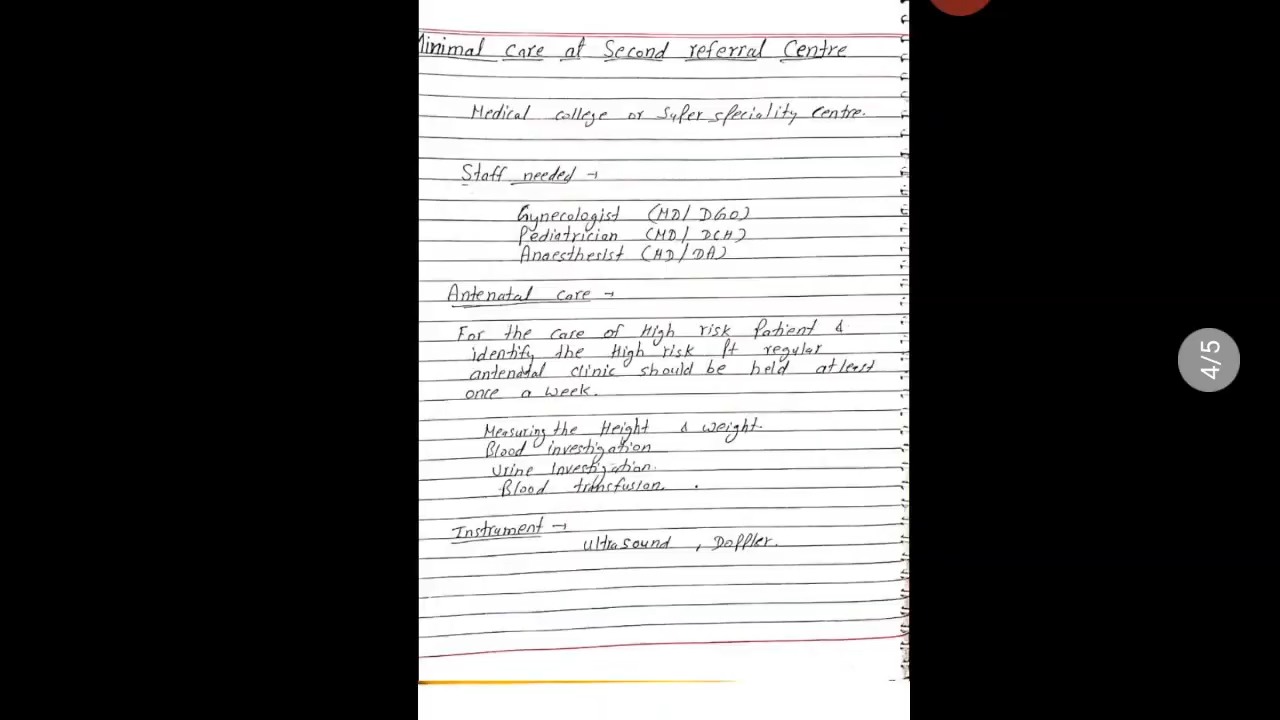 Minimal care at Second referral Centre
Medical college or Super speciality Centre.
Staff needed →
Gynecologist (MD/ DGO)
Pediatrician (MD/ DCH)
Anaesthesist (MD/DA)
Antenatal care →
For the care of High risk Patient &
identify the High risk Pt regular
antenatal clinic should be held atleast
once a week.
Measuring the Height & weight.
Blood investigation
Urine Investigation.
Blood transfusion.
Instrument →
Ultrasound , Doppler.
4/5